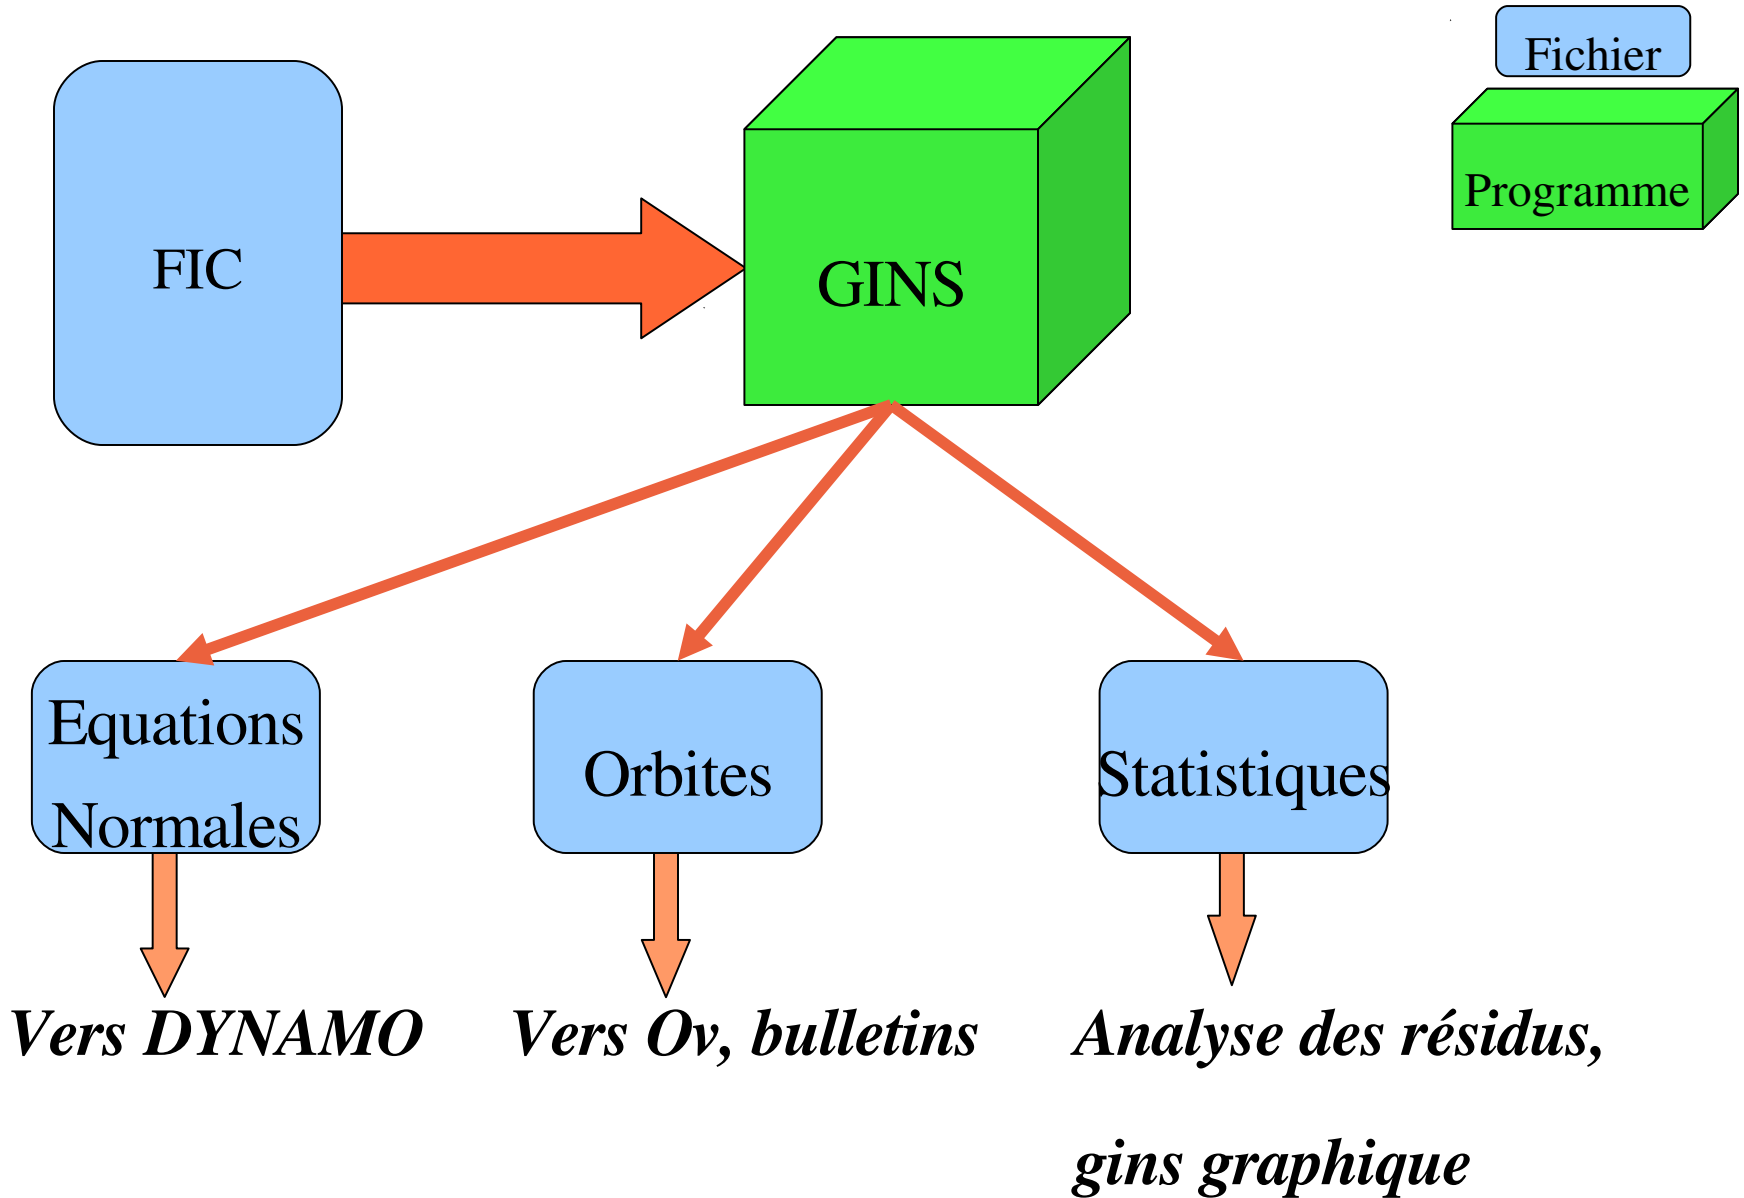 Fichier
Programme
FIC
GINS
Equations
Normales
Orbites
Statistiques
Vers DYNAMO
Vers Ov, bulletins
Analyse des résidus,
gins graphique